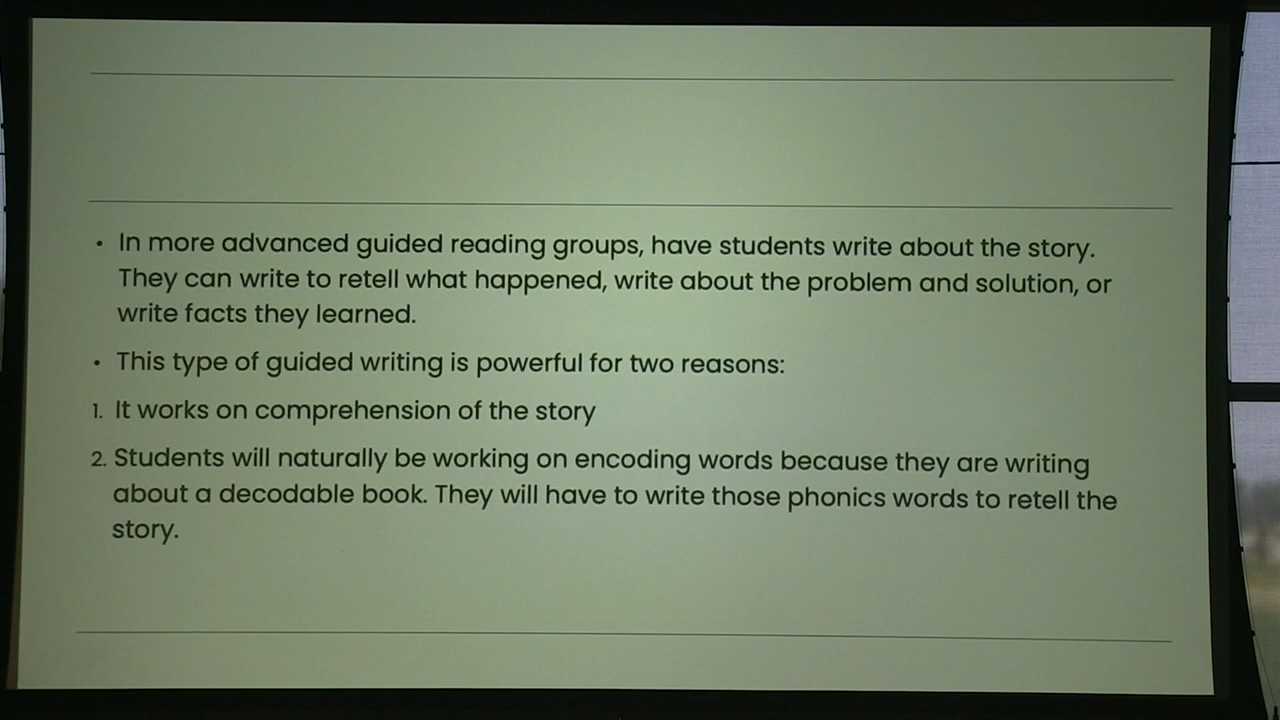 • In more advanced guided reading groups, have students write about the story.
They can write to retell what happened, write about the problem and solution, or
write facts they learned.
• This type of guided writing is powerful for two reasons:
1. It works on comprehension of the story
2. Students will naturally be working on encoding words because they are writing
about a decodable book. They will have to write those phonics words to retell the
story.